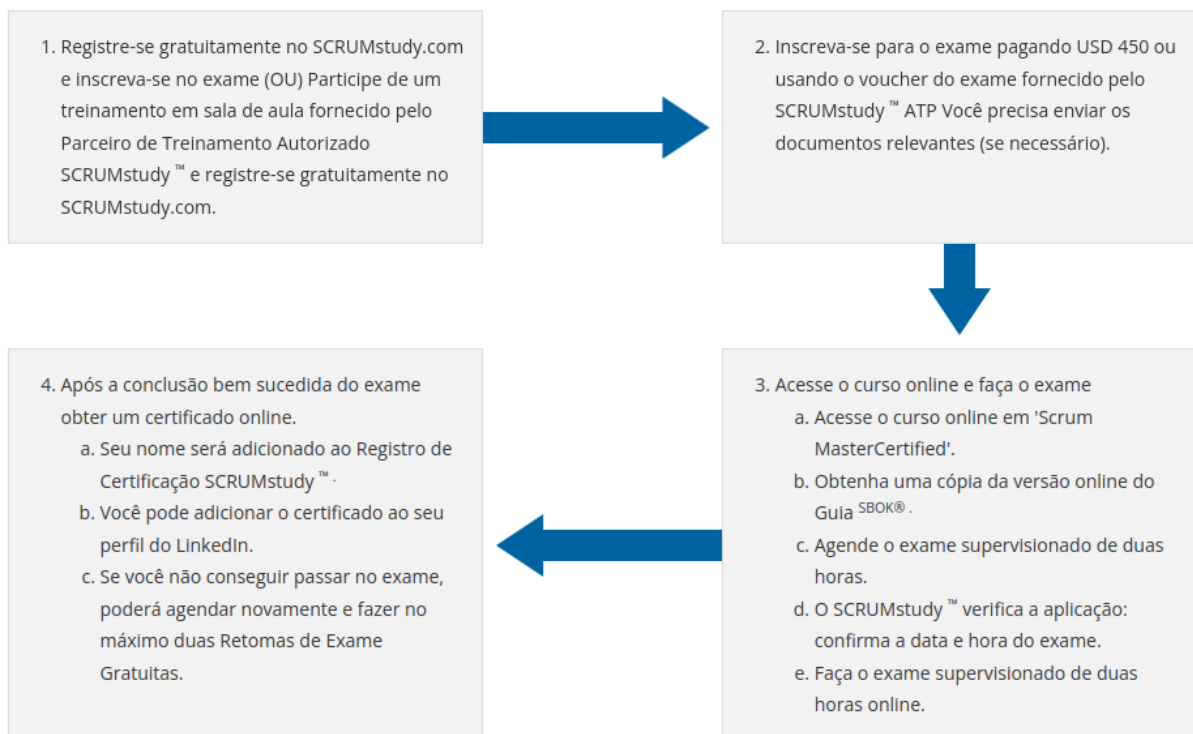 1. Registre-se gratuitamente no SCRUMstudy.com
e inscreva-se no exame (OU) Participe de um
treinamento em sala de aula fornecido pelo
Parceiro de Treinamento Autorizado
SCRUMstudy ™ e registre-se gratuitamente no
SCRUMstudy.com.
2. Inscreva-se para o exame pagando USD 450 ou
usando o voucher do exame fornecido pelo
SCRUMstudy ™ ATP Você precisa enviar os
documentos relevantes (se necessário).
3. Acesse o curso online e faça o exame
a. Acesse o curso online em 'Scrum
MasterCertified'.
b. Obtenha uma cópia da versão online do
Guia SBOK® .
c. Agende o exame supervisionado de duas
horas.
d. O SCRUMstudy ™ verifica a aplicação:
confirma a data e hora do exame.
e. Faça o exame supervisionado de duas
horas online.
4. Após a conclusão bem sucedida do exame
obter um certificado online.
a. Seu nome será adicionado ao Registro de
Certificação SCRUMstudy ™ .
b. Você pode adicionar o certificado ao seu
perfil do LinkedIn.
c. Se você não conseguir passar no exame,
poderá agendar novamente e fazer no
máximo duas Retomas de Exame
Gratuitas.